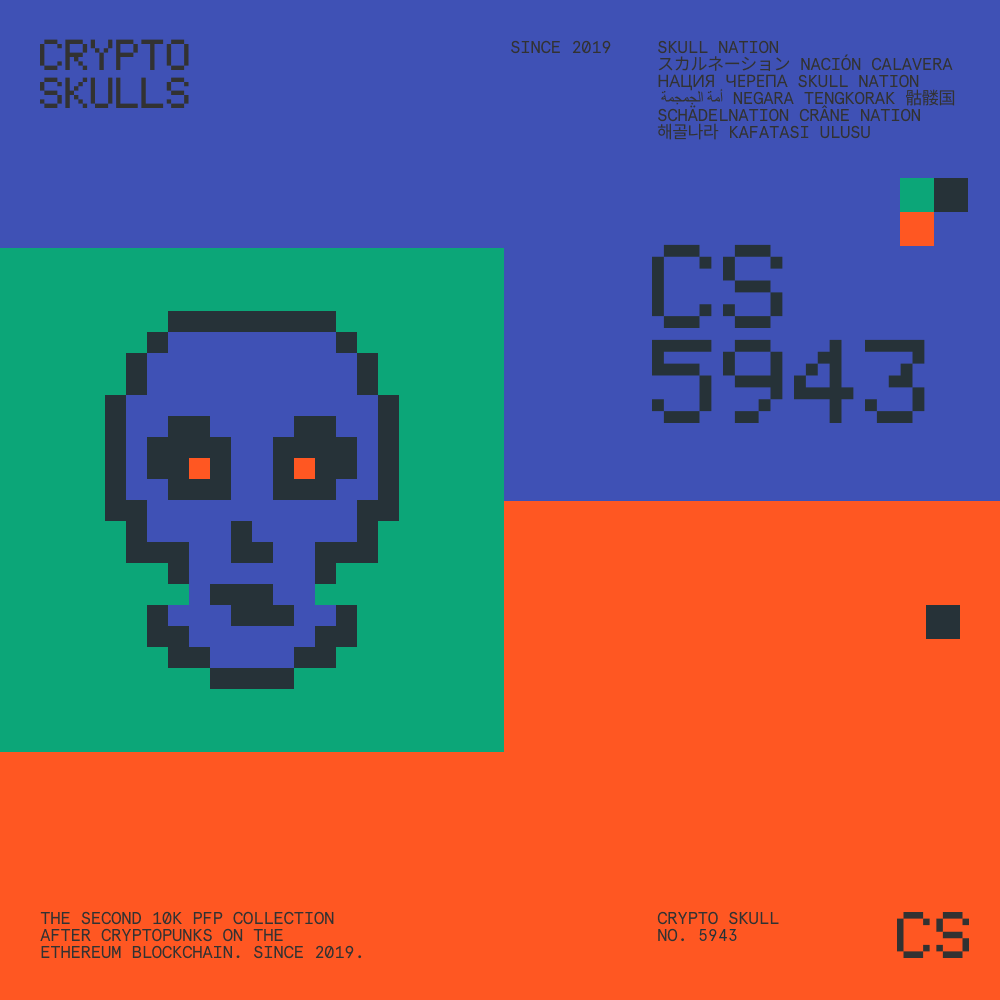 CRYPTO
SKULLS
SINCE 2019
SKULL NATION
スカルネーション NACIÓN CALAVERA
НАЦИЯ ЧЕРЕПА SKULL NATION
أمة الجمجمة NEGARA TENGKORAK 骷髅国
SCHÄDELNATION CRÂNE NATION
해골나라 KAFATASI ULUSU
CS
5943
THE SECOND 10K PFP COLLECTION
AFTER CRYPTOPUNKS ON THE
ETHEREUM BLOCKCHAIN. SINCE 2019.
CRYPTO SKULL
NO. 5943
CS